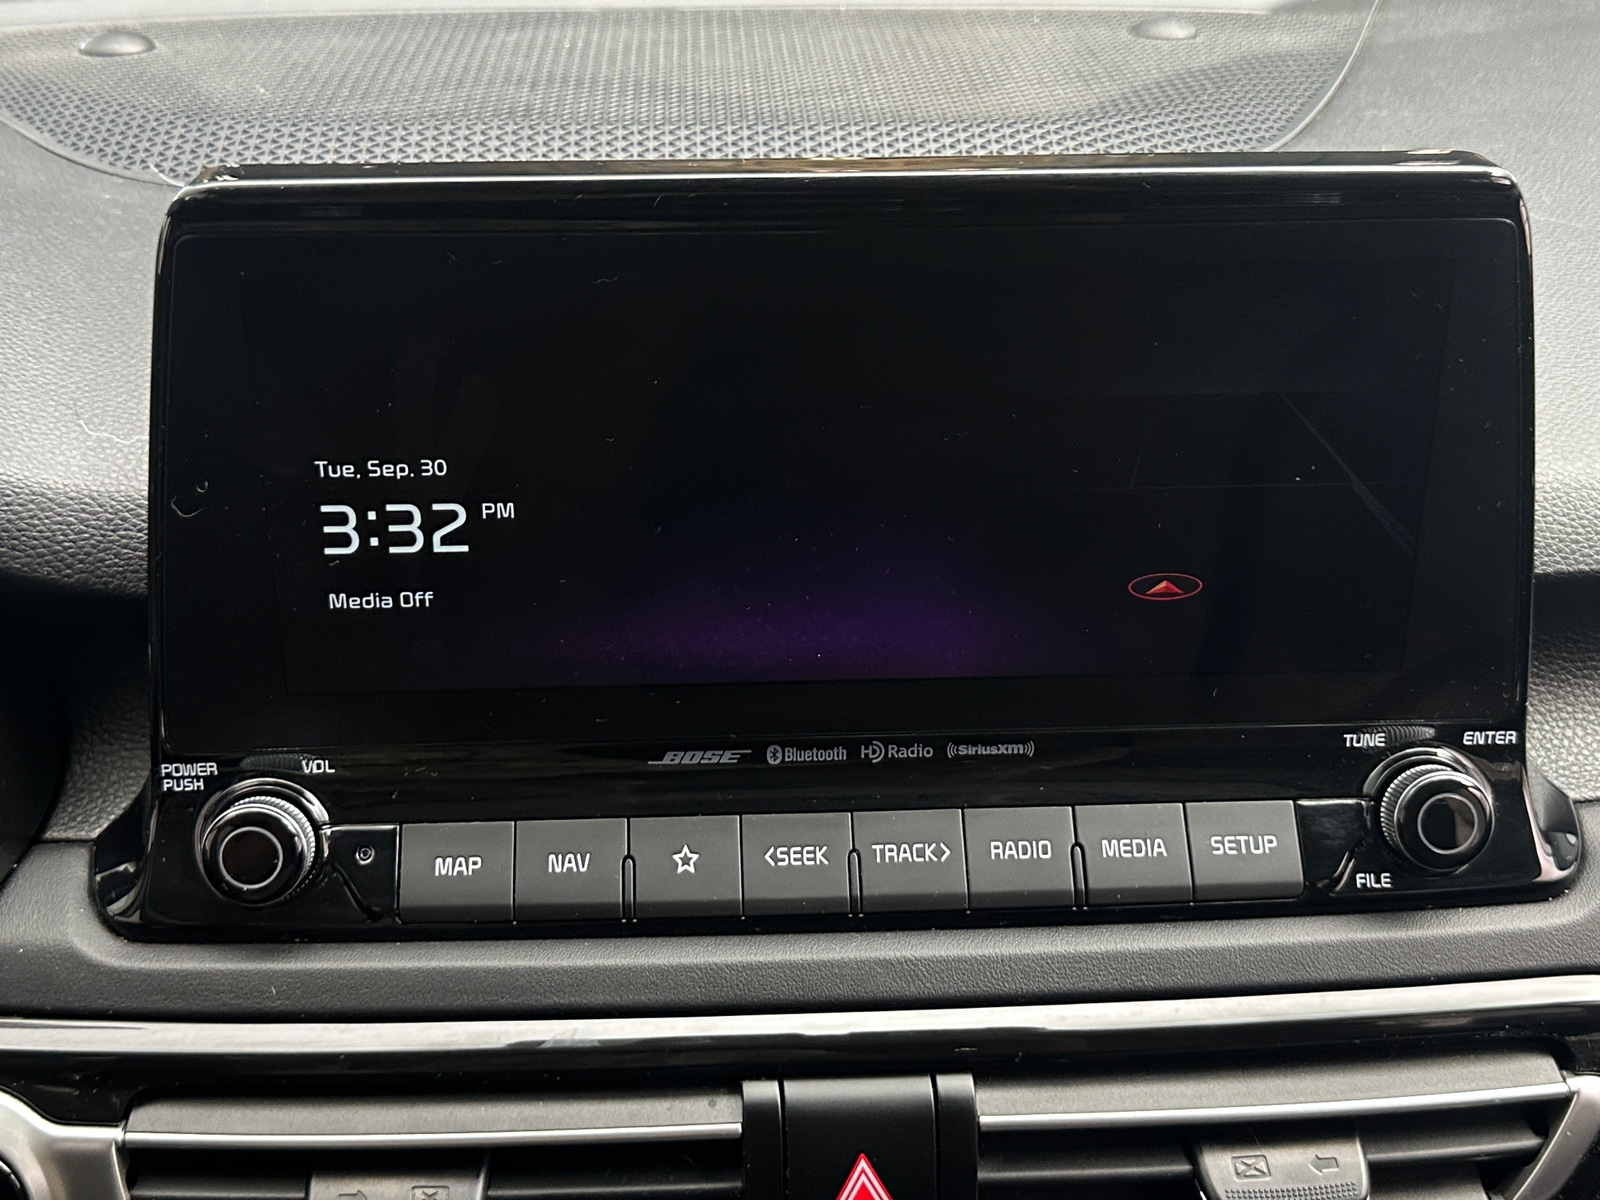 Tue, Sep. 30
3:32 PM
Media Off
BOSE Bluetooth HD Radio ((SiriusXM))
POWER
PUSH
VOL
TUNE
ENTER
MAP
NAV
<SEEK
TRACK>
RADIO
MEDIA
SETUP
FILE